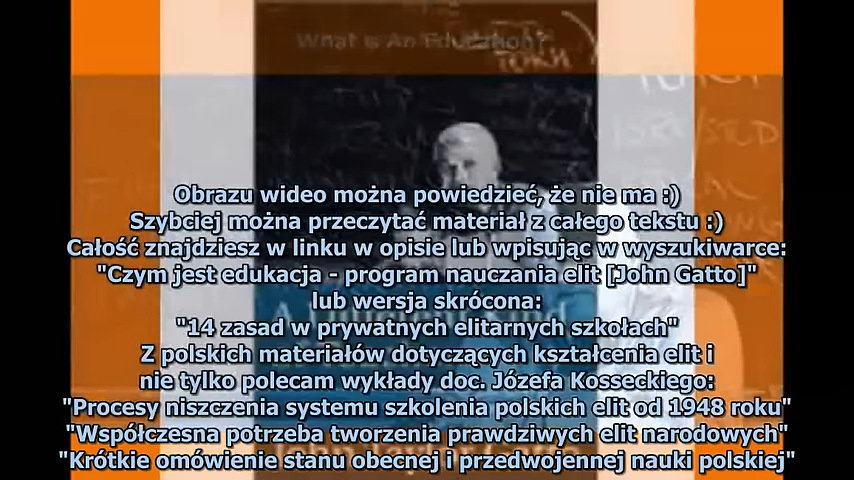 What is An Education?
Obrazu wideo można powiedzieć, że nie ma :)
Szybciej można przeczytać materiał z całego tekstu :)
Całość znajdziesz w linku w opisie lub wpisując w wyszukiwarce:
"Czym jest edukacja - program nauczania elit [John Gatto]"
lub wersja skrócona:
"14 zasad w prywatnych elitarnych szkołach"
Z polskich materiałów dotyczących kształcenia elit i
nie tylko polecam wykłady doc. Józefa Kosseckiego:
"Procesy niszczenia systemu szkolenia polskich elit od 1948 roku"
"Współczesna potrzeba tworzenia prawdziwych elit narodowych"
"Krótkie omówienie stanu obecnej i przedwojennej nauki polskiej"
John Taylor Gatto